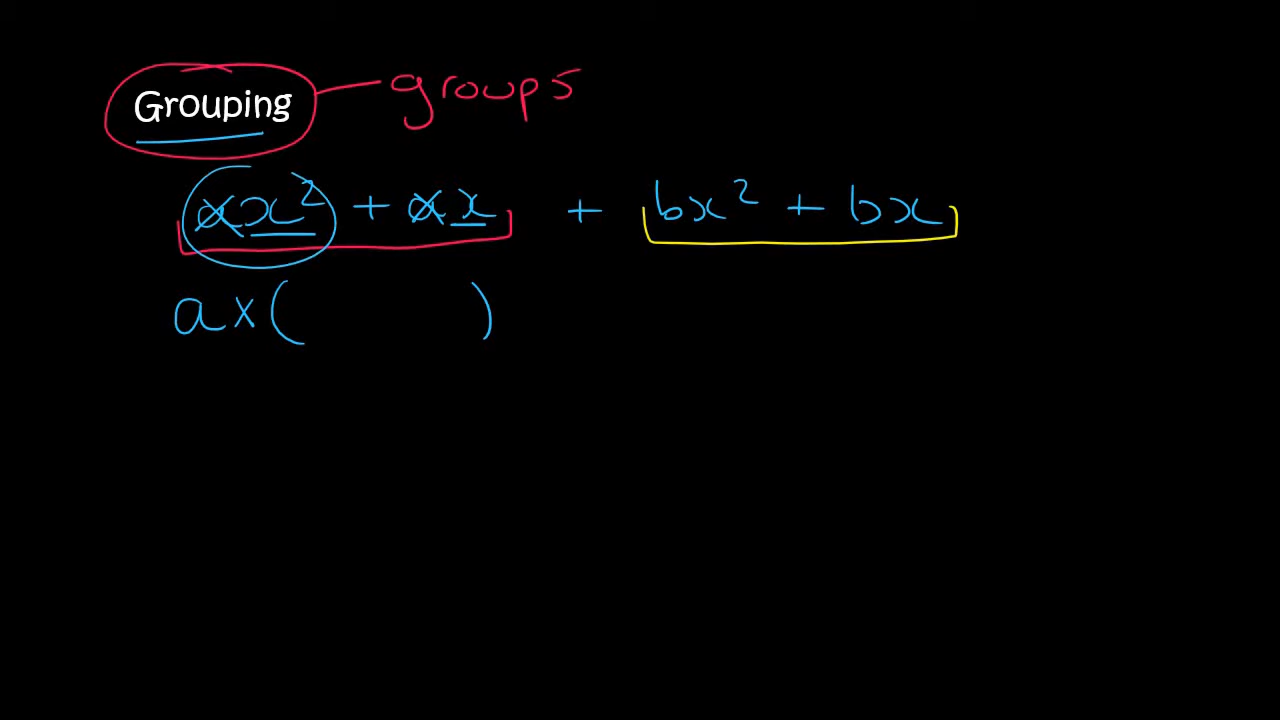 Grouping groups
ax² + ax + bx² + bx
ax( )